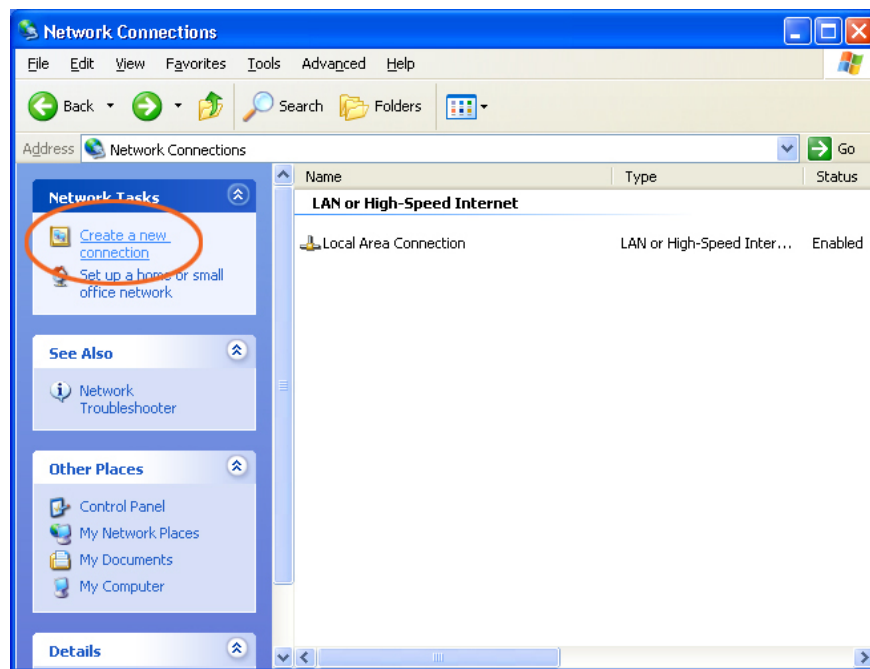 Network Connections
File Edit View Favorites Tools Advanced Help
Back Search Folders
Address Network Connections Go
Network Tasks
Create a new
connection
Set up a home or small
office network
See Also
Network
Troubleshooter
Other Places
Control Panel
My Network Places
My Documents
My Computer
Details
Name Type Status
LAN or High-Speed Internet
Local Area Connection LAN or High-Speed Inter... Enabled